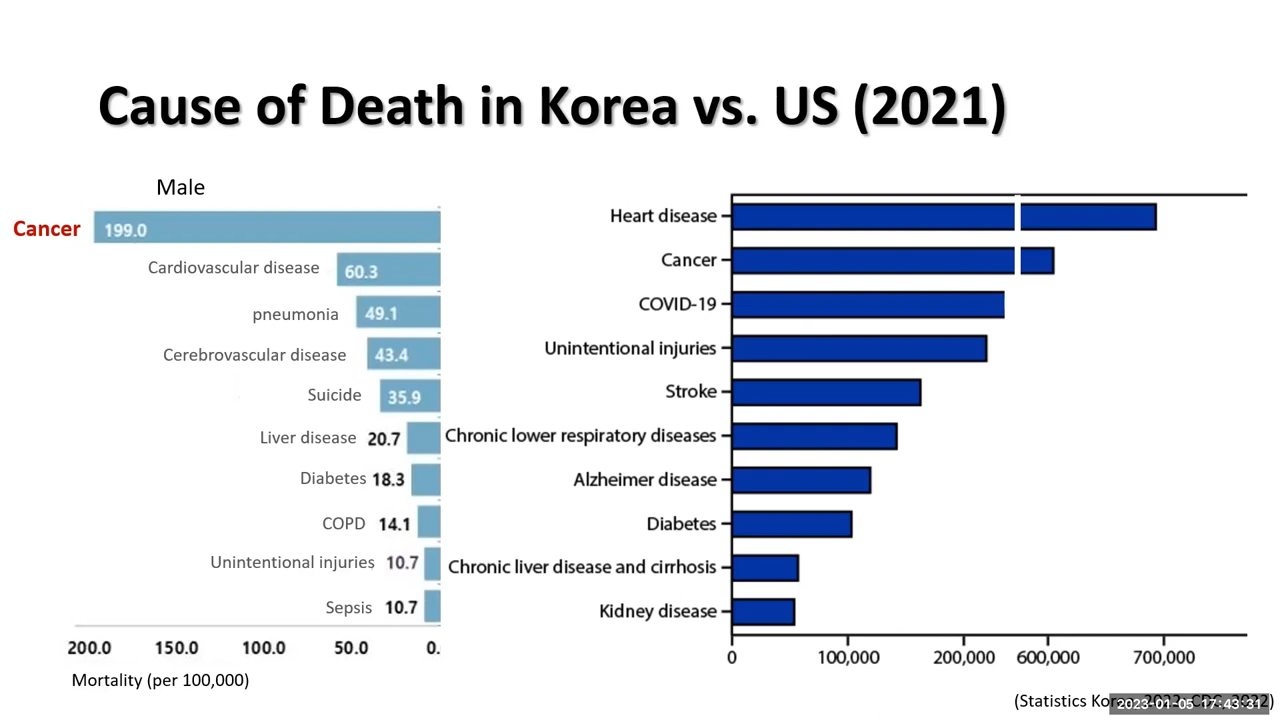 Cause of Death in Korea vs. US (2021)
Male
Cancer 199.0
Cardiovascular disease 60.3
pneumonia 49.1
Cerebrovascular disease 43.4
Suicide 35.9
Liver disease 20.7
Diabetes 18.3
COPD 14.1
Unintentional injuries 10.7
Sepsis 10.7
200.0 150.0 100.0 50.0 0.
Mortality (per 100,000)
Heart disease
Cancer
COVID-19
Unintentional injuries
Stroke
Chronic lower respiratory diseases
Alzheimer disease
Diabetes
Chronic liver disease and cirrhosis
Kidney disease
0 100,000 200,000 600,000 700,000
(Statistics
2023-01-05 17:43:31